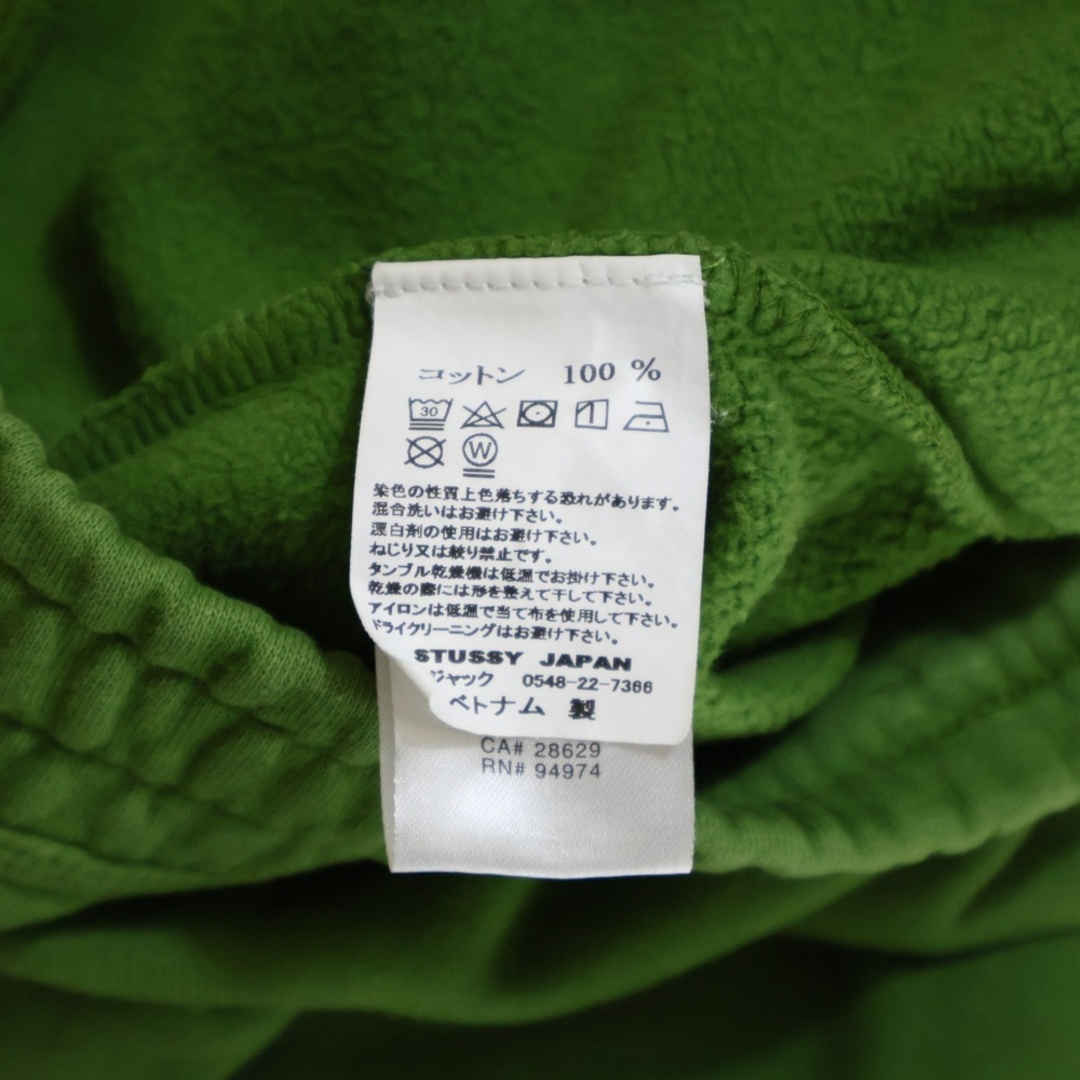 コットン 100 %
30
W
染色の性質上色落ちする恐れがあります。
混合洗いはお避け下さい。
漂白剤の使用はお避け下さい。
ねじり又は絞り禁止です。
タンブル乾燥機は低温でお掛け下さい。
乾燥の際には形を整えて干して下さい。
アイロンは低温で当て布を使用して下さい。
ドライクリーニングはお避け下さい。
STUSSY JAPAN
ジャック 0548-22-7366
ベトナム 製
CA# 28629
RN# 94974